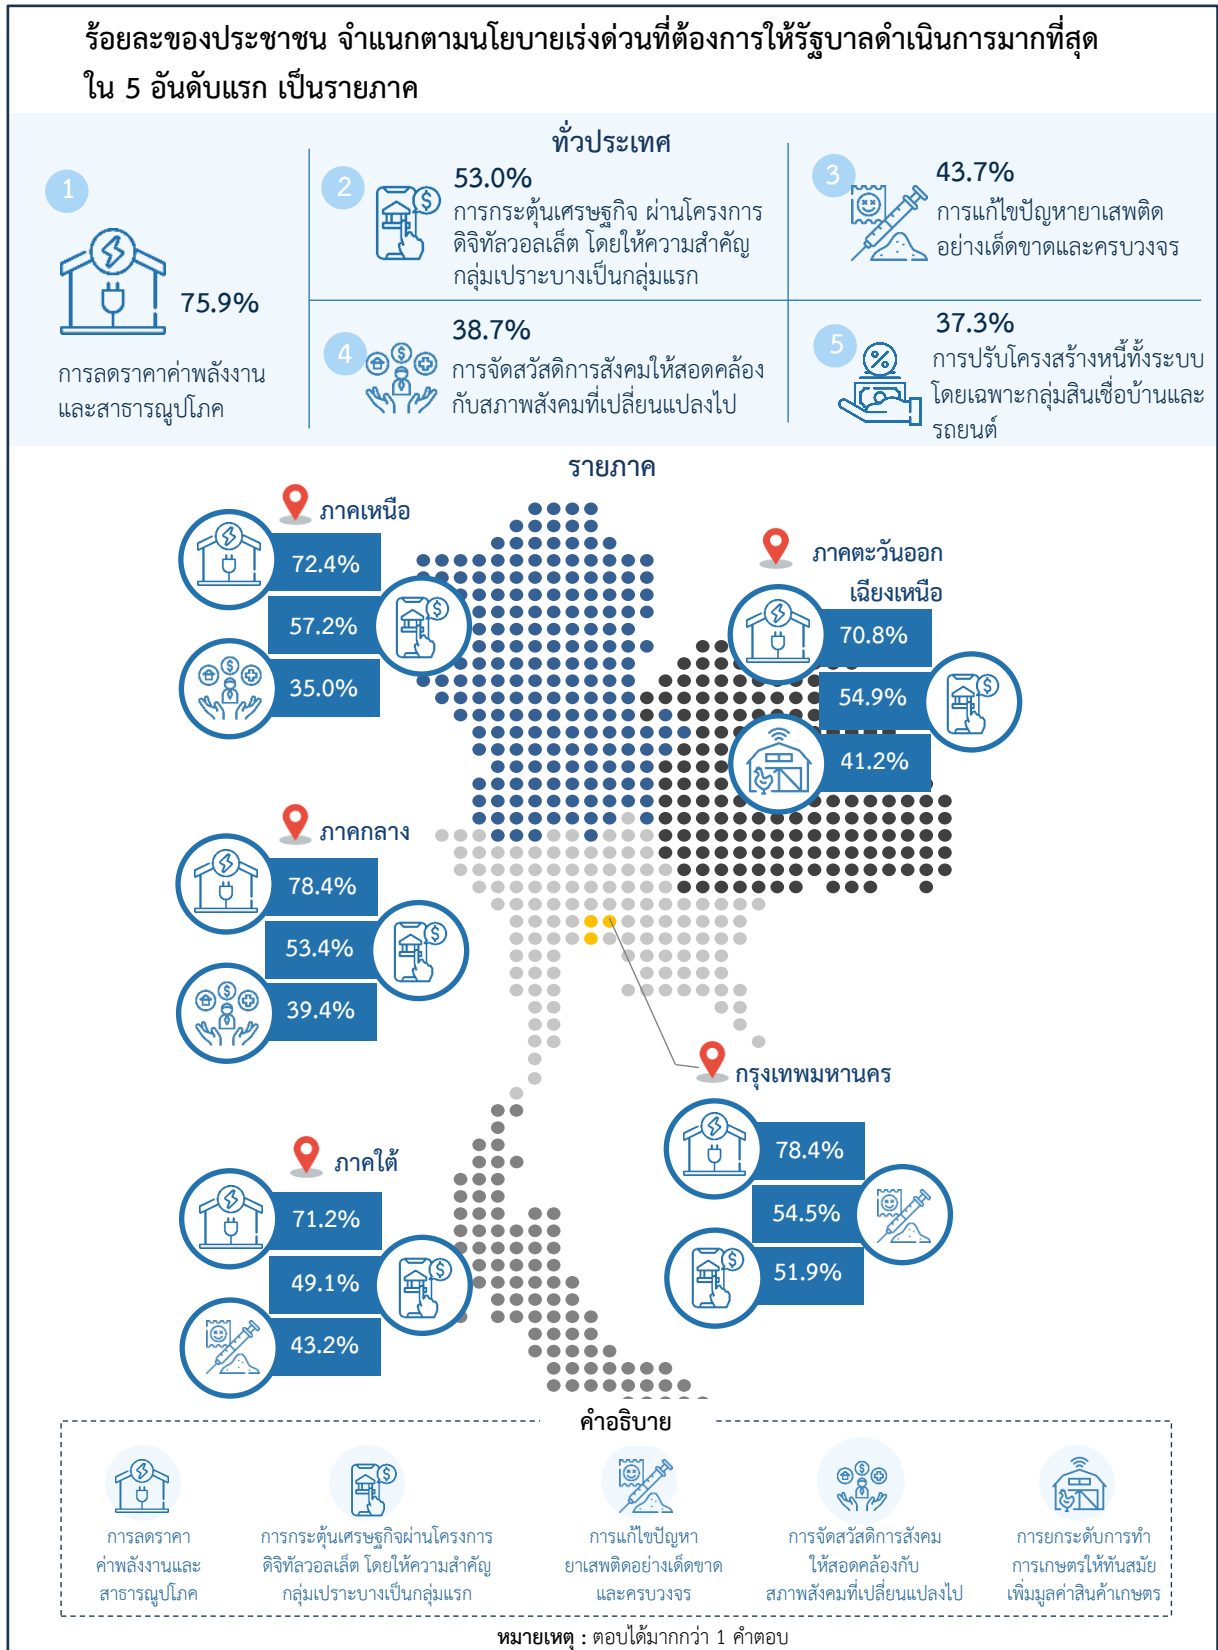 ร้อยละของประชาชน จำแนกตามนโยบายเร่งด่วนที่ต้องการให้รัฐบาลดำเนินการมากที่สุด
ใน 5 อันดับแรก เป็นรายภาค
ทั่วประเทศ
1
75.9%
การลดราคาค่าพลังงาน
และสาธารณูปโภค
2
53.0%
การกระตุ้นเศรษฐกิจ ผ่านโครงการ
ดิจิทัลวอลเล็ต โดยให้ความสำคัญ
กลุ่มเปราะบางเป็นกลุ่มแรก
3
43.7%
การแก้ไขปัญหายาเสพติด
อย่างเด็ดขาดและครบวงจร
4
38.7%
การจัดสวัสดิการสังคมให้สอดคล้อง
กับสภาพสังคมที่เปลี่ยนแปลงไป
5
37.3%
การปรับโครงสร้างหนี้ทั้งระบบ
โดยเฉพาะกลุ่มสินเชื่อบ้านและ
รถยนต์
รายภาค
ภาคเหนือ
72.4%
57.2%
35.0%
ภาคตะวันออก
เฉียงเหนือ
70.8%
54.9%
41.2%
ภาคกลาง
78.4%
53.4%
39.4%
กรุงเทพมหานคร
78.4%
54.5%
51.9%
ภาคใต้
71.2%
49.1%
43.2%
คำอธิบาย
การลดราคา
ค่าพลังงานและ
สาธารณูปโภค
การกระตุ้นเศรษฐกิจผ่านโครงการ
ดิจิทัลวอลเล็ต โดยให้ความสำคัญ
กลุ่มเปราะบางเป็นกลุ่มแรก
การแก้ไขปัญหา
ยาเสพติดอย่างเด็ดขาด
และครบวงจร
การจัดสวัสดิการสังคม
ให้สอดคล้องกับ
สภาพสังคมที่เปลี่ยนแปลงไป
การยกระดับการทำ
การเกษตรให้ทันสมัย
เพิ่มมูลค่าสินค้าเกษตร
หมายเหตุ : ตอบได้มากกว่า 1 คำตอบ